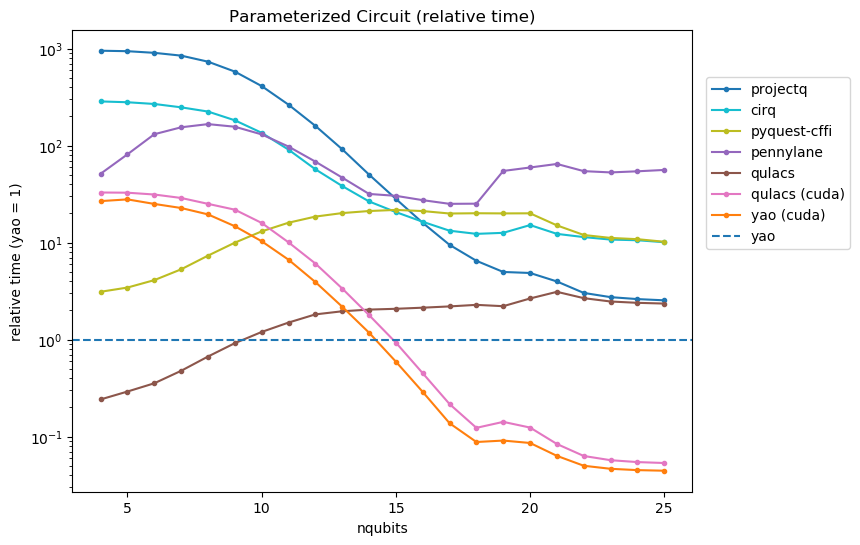 Parameterized Circuit (relative time)
relative time (yao = 1)
10³
10²
10¹
10⁰
10⁻¹
5
10
15
20
25
nqubits
projectq
cirq
pyquest-cffi
pennylane
qulacs
qulacs (cuda)
yao (cuda)
yao